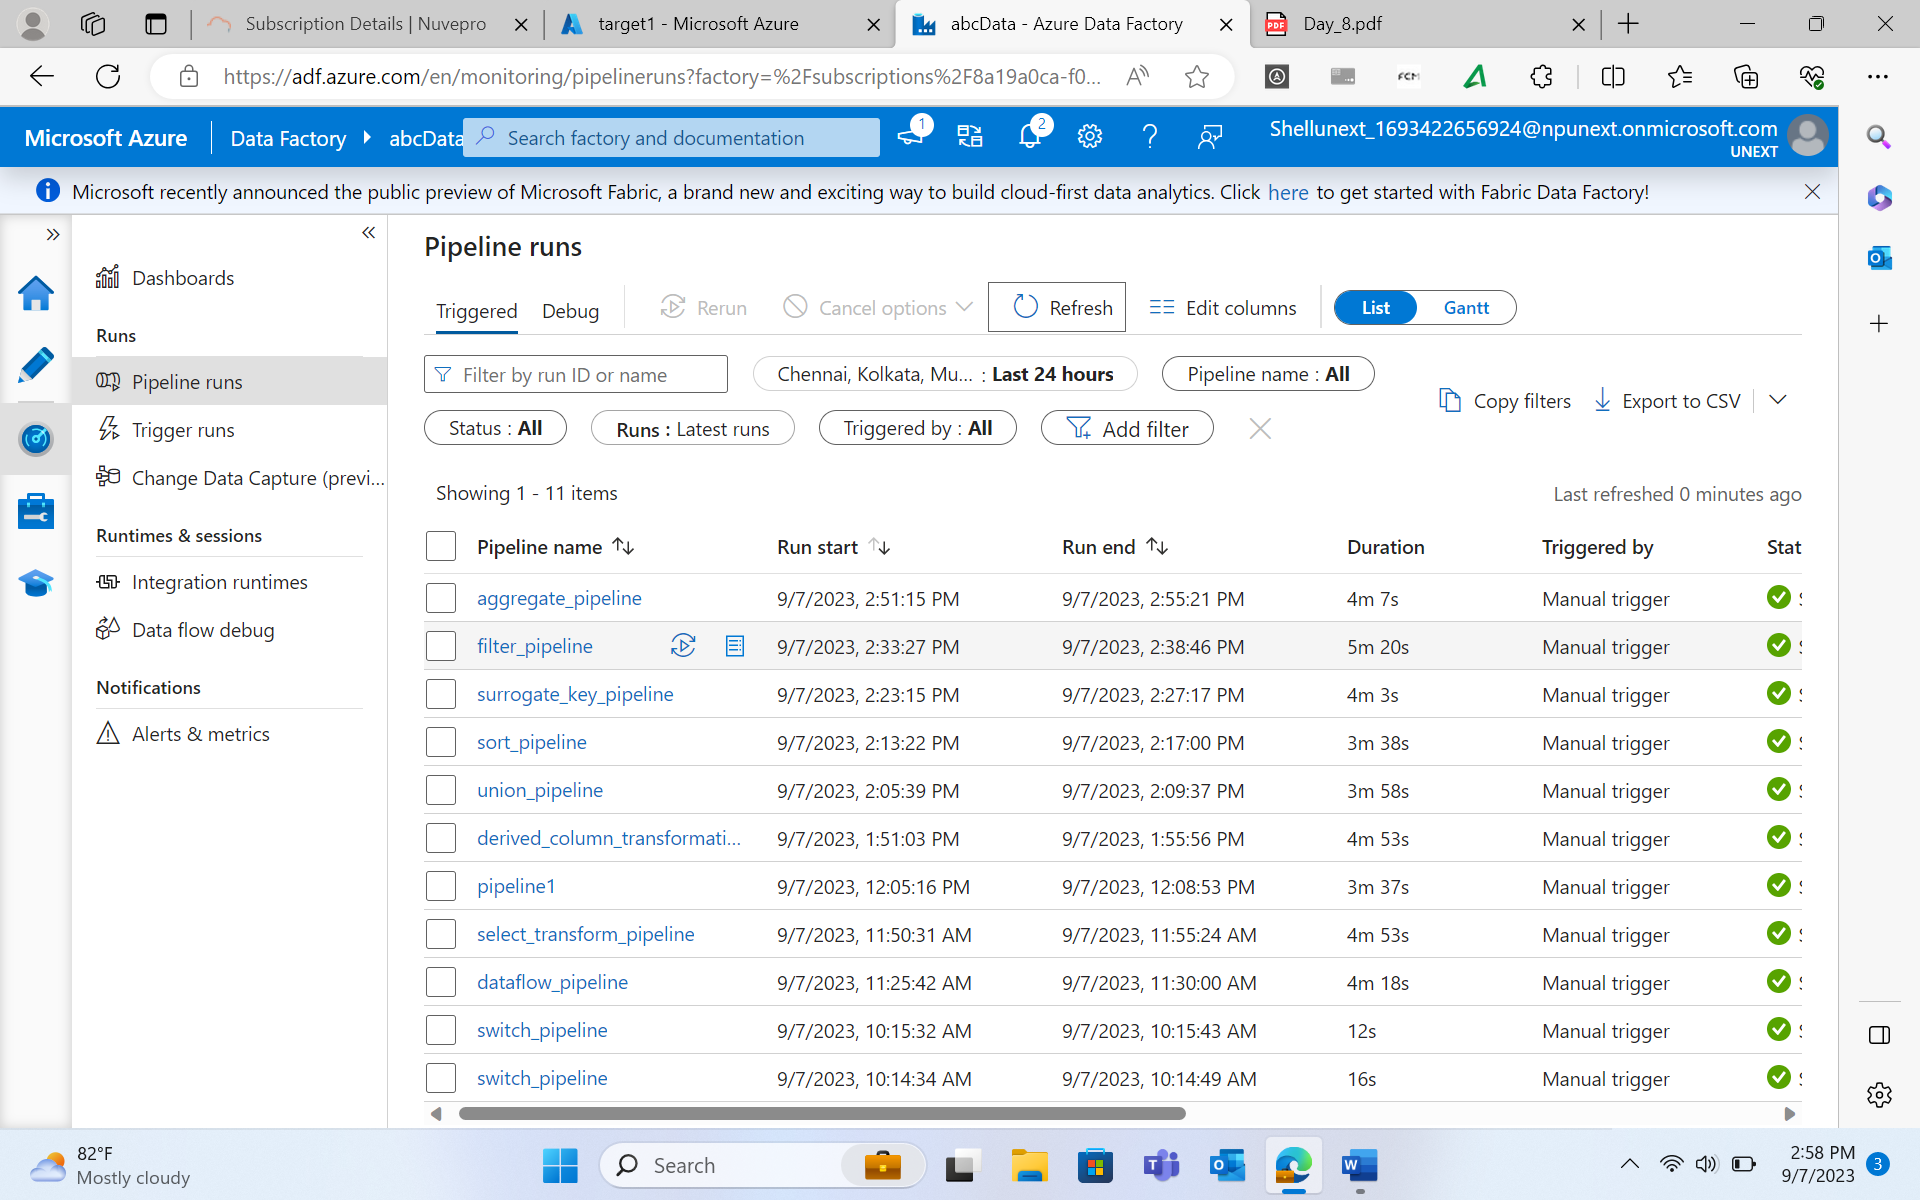 Subscription Details | Nuvepro
target1 - Microsoft Azure
abcData - Azure Data Factory
PDF
Day_8.pdf
https://adf.azure.com/en/monitoring/pipelineruns?factory=%2Fsubscriptions%2F8a19a0ca-f0...
FCM
Microsoft Azure
Data Factory
abcData
Search factory and documentation
1
2
Shellunext_1693422656924@npunext.onmicrosoft.com
UNEXT
Microsoft recently announced the public preview of Microsoft Fabric, a brand new and exciting way to build cloud-first data analytics. Click here to get started with Fabric Data Factory!
Dashboards
Runs
Pipeline runs
Trigger runs
Change Data Capture (previ...
Runtimes & sessions
Integration runtimes
Data flow debug
Notifications
Alerts & metrics
Pipeline runs
Triggered Debug Rerun Cancel options Refresh Edit columns List Gantt
Filter by run ID or name
Chennai, Kolkata, Mu... : Last 24 hours
Pipeline name : All
Copy filters
Export to CSV
Status : All
Runs : Latest runs
Triggered by : All
Add filter
Showing 1 - 11 items
Last refreshed 0 minutes ago
Pipeline name Run start Run end Duration Triggered by Stat
aggregate_pipeline 9/7/2023, 2:51:15 PM 9/7/2023, 2:55:21 PM 4m 7s Manual trigger
filter_pipeline 9/7/2023, 2:33:27 PM 9/7/2023, 2:38:46 PM 5m 20s Manual trigger
surrogate_key_pipeline 9/7/2023, 2:23:15 PM 9/7/2023, 2:27:17 PM 4m 3s Manual trigger
sort_pipeline 9/7/2023, 2:13:22 PM 9/7/2023, 2:17:00 PM 3m 38s Manual trigger
union_pipeline 9/7/2023, 2:05:39 PM 9/7/2023, 2:09:37 PM 3m 58s Manual trigger
derived_column_transformati... 9/7/2023, 1:51:03 PM 9/7/2023, 1:55:56 PM 4m 53s Manual trigger
pipeline1 9/7/2023, 12:05:16 PM 9/7/2023, 12:08:53 PM 3m 37s Manual trigger
select_transform_pipeline 9/7/2023, 11:50:31 AM 9/7/2023, 11:55:24 AM 4m 53s Manual trigger
dataflow_pipeline 9/7/2023, 11:25:42 AM 9/7/2023, 11:30:00 AM 4m 18s Manual trigger
switch_pipeline 9/7/2023, 10:15:32 AM 9/7/2023, 10:15:43 AM 12s Manual trigger
switch_pipeline 9/7/2023, 10:14:34 AM 9/7/2023, 10:14:49 AM 16s Manual trigger
82°F
Mostly cloudy
Search
2:58 PM
9/7/2023
3